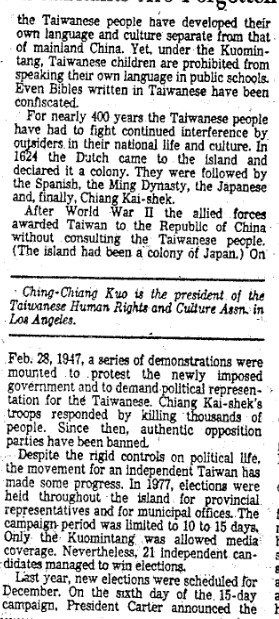 the Taiwanese people have developed their
own language and culture separate from that
of mainland China. Yet, under the Kuomin-
tang, Taiwanese children are prohibited from
speaking their own language in public schools.
Even Bibles written in Taiwanese have been
confiscated.
For nearly 400 years the Taiwanese people
have had to fight continued interference by
outsiders in their national life and culture. In
1624 the Dutch came to the island and
declared it a colony. They were followed by
the Spanish, the Ming Dynasty, the Japanese
and, finally, Chiang Kai-shek.
After World War II the allied forces
awarded Taiwan to the Republic of China
without consulting the Taiwanese people.
(The island had been a colony of Japan.) On
Ching-Chiang Kuo is the president of the
Taiwanese Human Rights and Culture Assn. in
Los Angeles.
Feb. 28, 1947, a series of demonstrations were
mounted to protest the newly imposed
government and to demand political represen-
tation for the Taiwanese. Chiang Kai-shek's
troops responded by killing thousands of
people. Since then, authentic opposition
parties have been banned.
Despite the rigid controls on political life,
the movement for an independent Taiwan has
made some progress. In 1977, elections were
held throughout the island for provincial
representatives and for municipal offices. The
campaign period was limited to 10 to 15 days.
Only the Kuomintang was allowed media
coverage. Nevertheless, 21 independent can-
didates managed to win elections.
Last year, new elections were scheduled for
December. On the sixth day of the 15-day
campaign, President Carter announced the